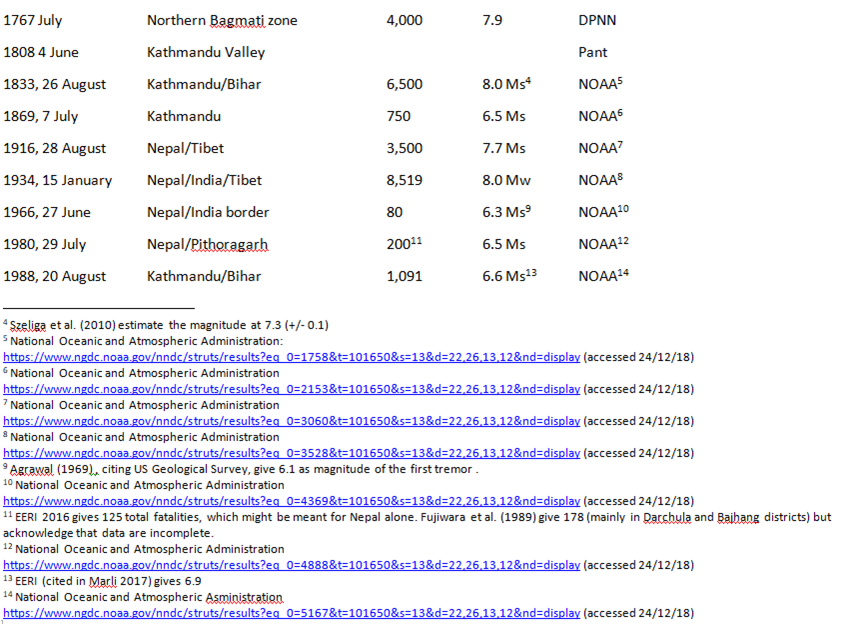 1767 July Northern Bagmati zone 4,000 7.9 DPNN
1808 4 June Kathmandu Valley Pant
1833, 26 August Kathmandu/Bihar 6,500 8.0 Ms4 NOAA5
1869, 7 July Kathmandu 750 6.5 Ms NOAA6
1916, 28 August Nepal/Tibet 3,500 7.7 Ms NOAA7
1934, 15 January Nepal/India/Tibet 8,519 8.0 Mw NOAA8
1966, 27 June Nepal/India border 80 6.3 Ms9 NOAA10
1980, 29 July Nepal/Pithoragarh 20011 6.5 Ms NOAA12
1988, 20 August Kathmandu/Bihar 1,091 6.6 Ms13 NOAA14
4 Szeliga et al. (2010) estimate the magnitude at 7.3 (+/- 0.1)
5 National Oceanic and Atmospheric Administration:
https://www.ngdc.noaa.gov/nndc/struts/results?eq_0=1758&t=101650&s=13&d=22,26,13,12&nd=display (accessed 24/12/18)
6 National Oceanic and Atmospheric Administration
https://www.ngdc.noaa.gov/nndc/struts/results?eq_0=2153&t=101650&s=13&d=22,26,13,12&nd=display (accessed 24/12/18)
7 National Oceanic and Atmospheric Administration
https://www.ngdc.noaa.gov/nndc/struts/results?eq_0=3060&t=101650&s=13&d=22,26,13,12&nd=display (accessed 24/12/18)
8 National Oceanic and Atmospheric Administration
https://www.ngdc.noaa.gov/nndc/struts/results?eq_0=3528&t=101650&s=13&d=22,26,13,12&nd=display (accessed 24/12/18)
9 Agrawal (1969),, citing US Geological Survey, give 6.1 as magnitude of the first tremor .
10 National Oceanic and Atmospheric Administration
https://www.ngdc.noaa.gov/nndc/struts/results?eq_0=4369&t=101650&s=13&d=22,26,13,12&nd=display (accessed 24/12/18)
11 EERI 2016 gives 125 total fatalities, which might be meant for Nepal alone. Fujiwara et al. (1989) give 178 (mainly in Darchula and Bajhang districts) but
acknowledge that data are incomplete.
12 National Oceanic and Atmospheric Administration
https://www.ngdc.noaa.gov/nndc/struts/results?eq_0=4888&t=101650&s=13&d=22,26,13,12&nd=display (accessed 24/12/18)
13 EERI (cited in Marli 2017) gives 6.9
14 National Oceanic and Atmospheric Asministration
https://www.ngdc.noaa.gov/nndc/struts/results?eq_0=5167&t=101650&s=13&d=22,26,13,12&nd=display (accessed 24/12/18)